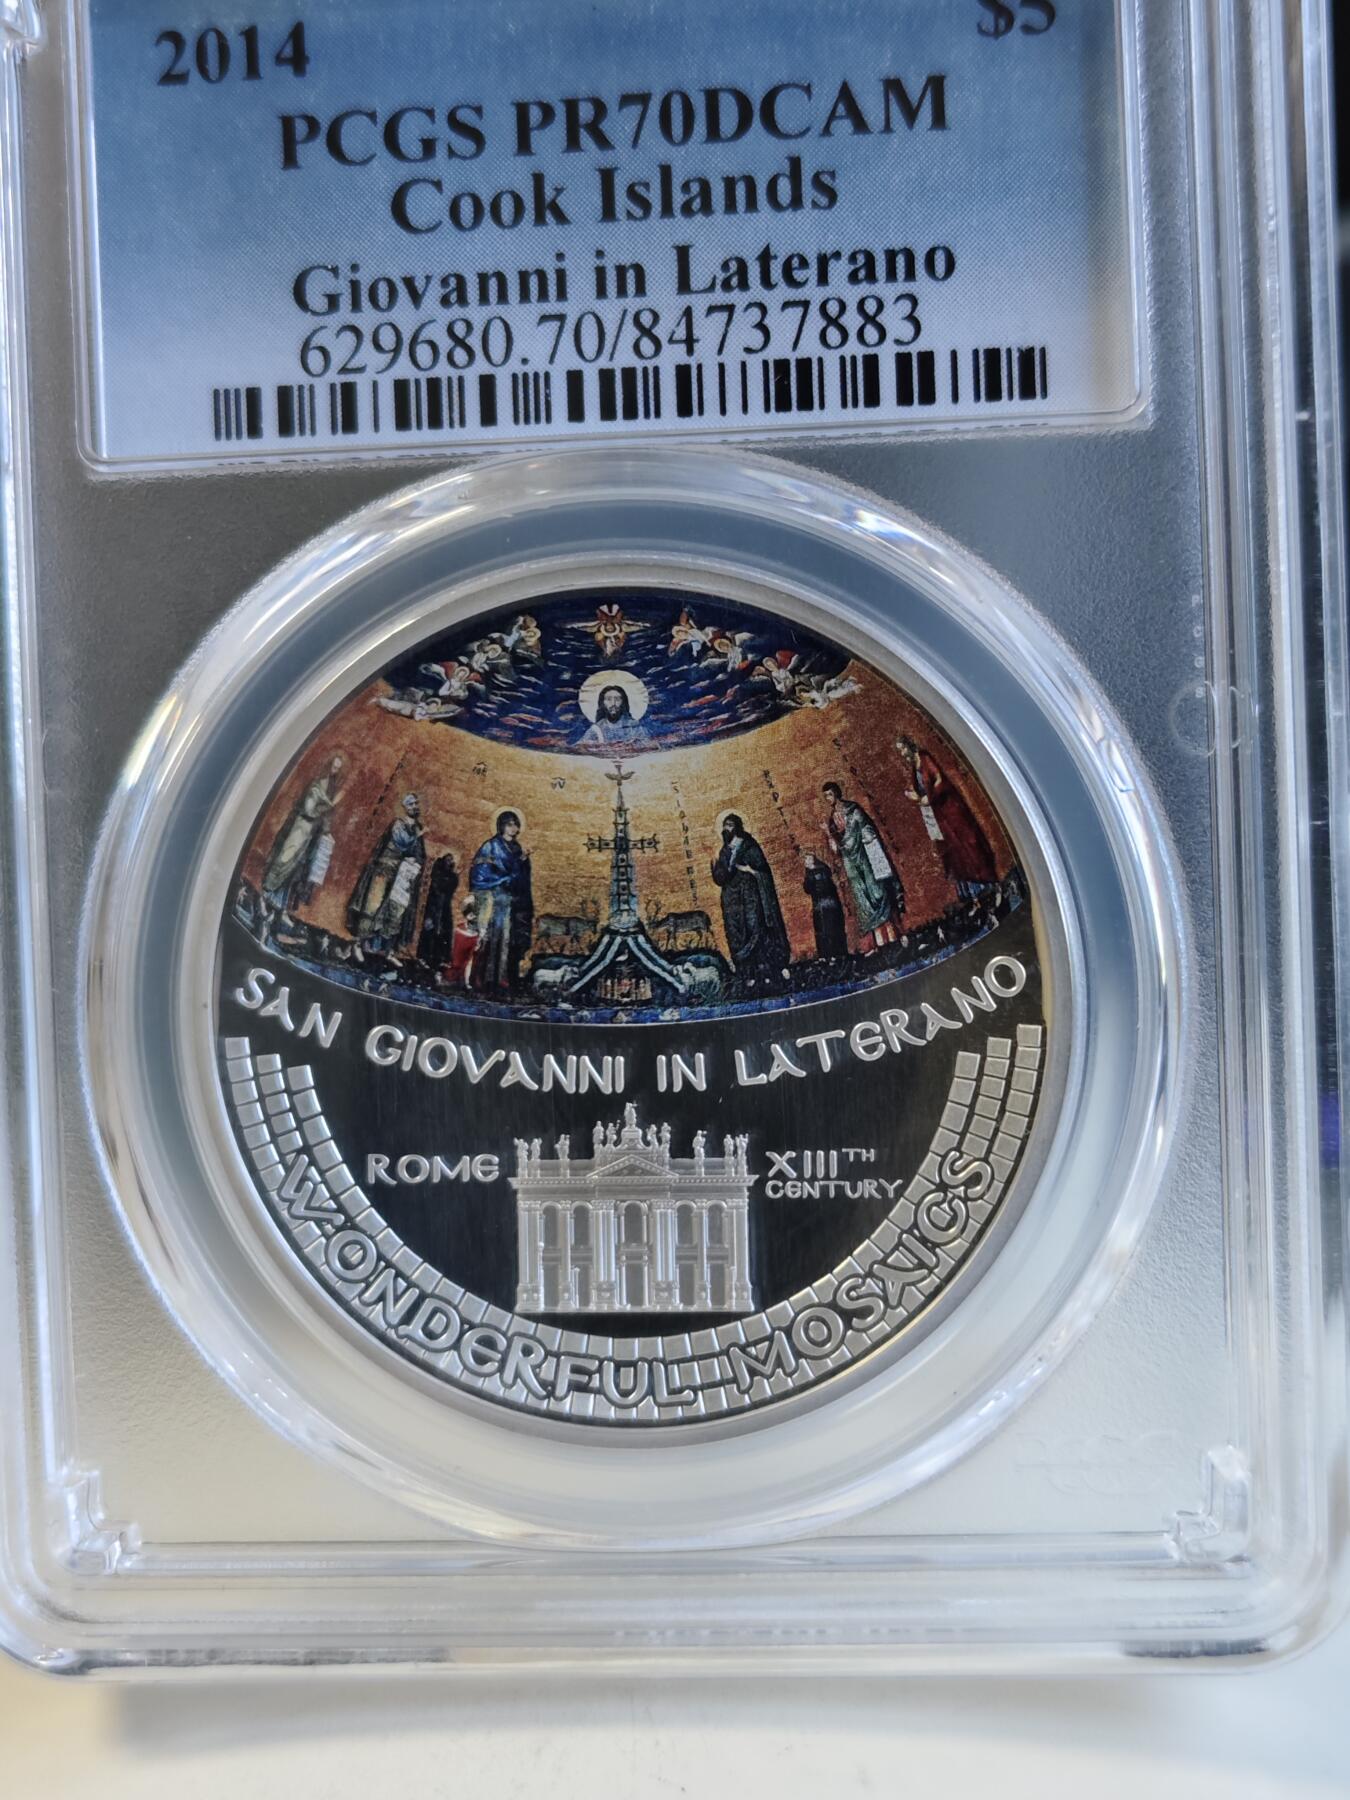 2014 $5
PCGS PR70DCAM
Cook Islands
Giovanni in Laterano
629680.70/84737883
SAN GIOVANNI IN LATERANO
ROME
XIIITH
CENTURY
WONDERFUL MOSAICS